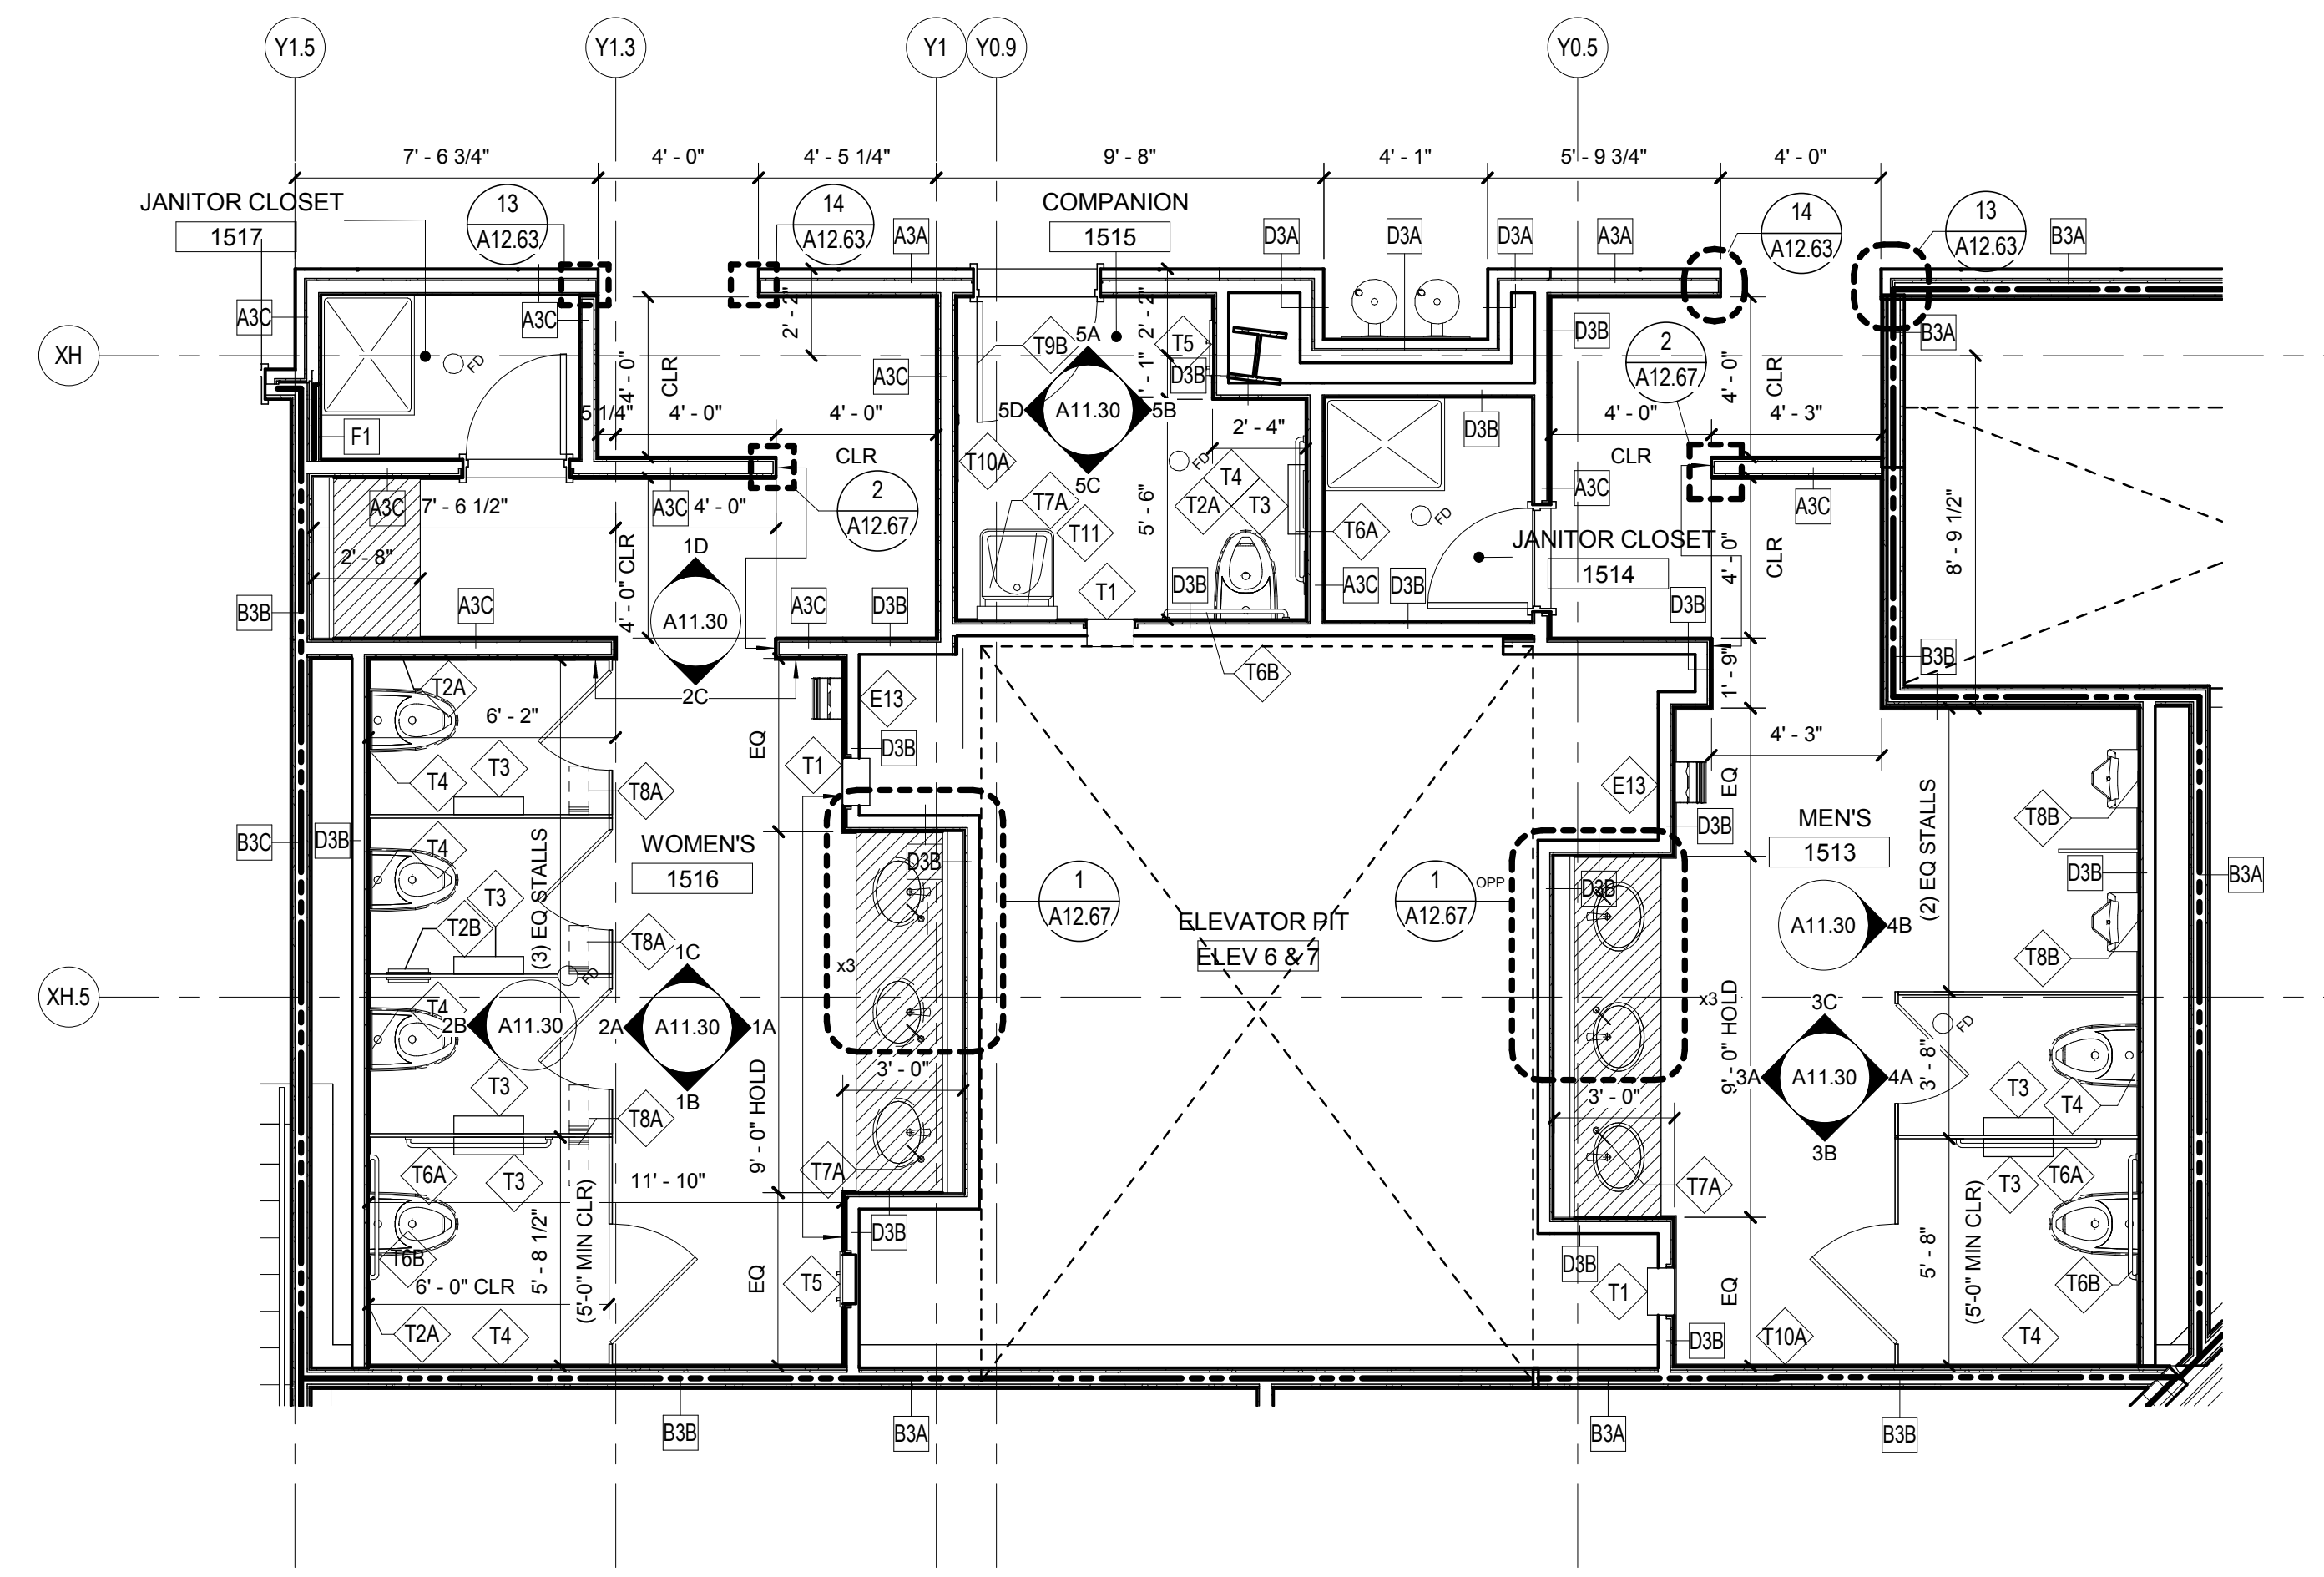 Y1.5
Y1.3
Y1
Y0.9
Y0.5
7' - 6 3/4"
4' - 0"
4' - 5 1/4"
9' - 8"
4' - 1"
5' - 9 3/4"
4' - 0"
JANITOR CLOSET
1517
13
A12.63
14
A12.63
A3A
COMPANION
1515
D3A
D3A
D3A
A3A
14
A12.63
13
A12.63
B3A
A3C
A3C
2' - 2"
2' - 2"
T9B
5A
T5
D3B
2
A12.67
B3A
XH
FD
4' - 0"
CLR
A3C
1' - 1"
D3B
4' - 0"
CLR
5D
A11.30
5B
5 1/4"
4' - 0"
4' - 0"
2' - 4"
4' - 0"
4' - 3"
F1
CLR
T10A
5C
FD
T4
D3B
CLR
A3C
7' - 6 1/2"
A3C
4' - 0"
2
A12.67
T7A
T11
5' - 6"
T2A
T3
T6A
FD
A3C
A3C
8' - 9 1/2"
2' - 8"
1D
4' - 0" CLR
JANITOR CLOSET
1514
4' - 0"
CLR
B3B
A3C
A11.30
A3C
D3B
T1
D3B
A3C
D3B
D3B
2C
T6B
1' - 9"
B3B
T2A
6' - 2"
E13
EQ
D3B
T1
4' - 3"
T3
T4
T8A
E13
EQ
D3B
(2) EQ STALLS
T8B
B3C
D3B
T4
(3) EQ STALLS
WOMEN'S
1516
D3B
MEN'S
1513
D3B
B3A
T3
T2B
T8A
1
A12.67
1
A12.67
OPP
D3B
ELEVATOR PIT
ELEV 6 & 7
A11.30
4B
T8B
x3
FD
1C
XH.5
T4
2B
A11.30
2A
A11.30
1A
1B
x3
9' - 0" HOLD
3C
3A
A11.30
4A
3B
FD
3' - 8"
T3
3' - 0"
3' - 0"
T3
T4
T8A
9' - 0" HOLD
T6A
T3
11' - 10"
T7A
T7A
T3
T6A
T6B
D3B
D3B
5' - 8 1/2"
(5'-0" MIN CLR)
6' - 0" CLR
EQ
T5
T1
EQ
5' - 8"
(5'-0" MIN CLR)
T6B
T2A
T4
D3B
T10A
T4
B3B
B3A
B3A
B3B